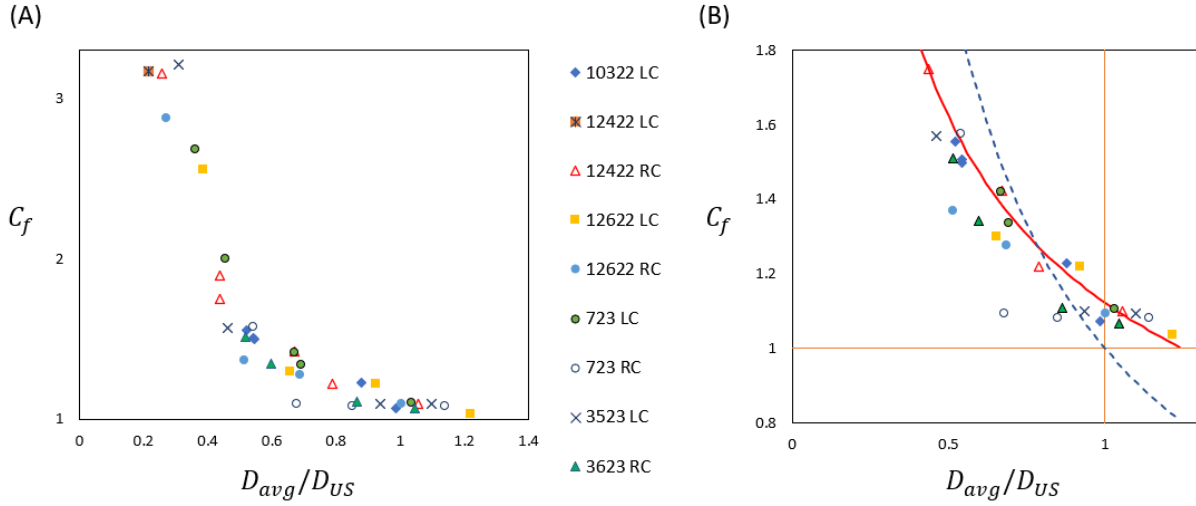 (A)
3
2
1
C_f
0
0.2
0.4
0.6
0.8
1
1.2
1.4
D_avg/D_US
10322 LC
12422 LC
12422 RC
12622 LC
12622 RC
723 LC
723 RC
3523 LC
3623 RC
(B)
1.8
1.6
1.4
1.2
1
0.8
C_f
0
0.5
1
D_avg/D_US